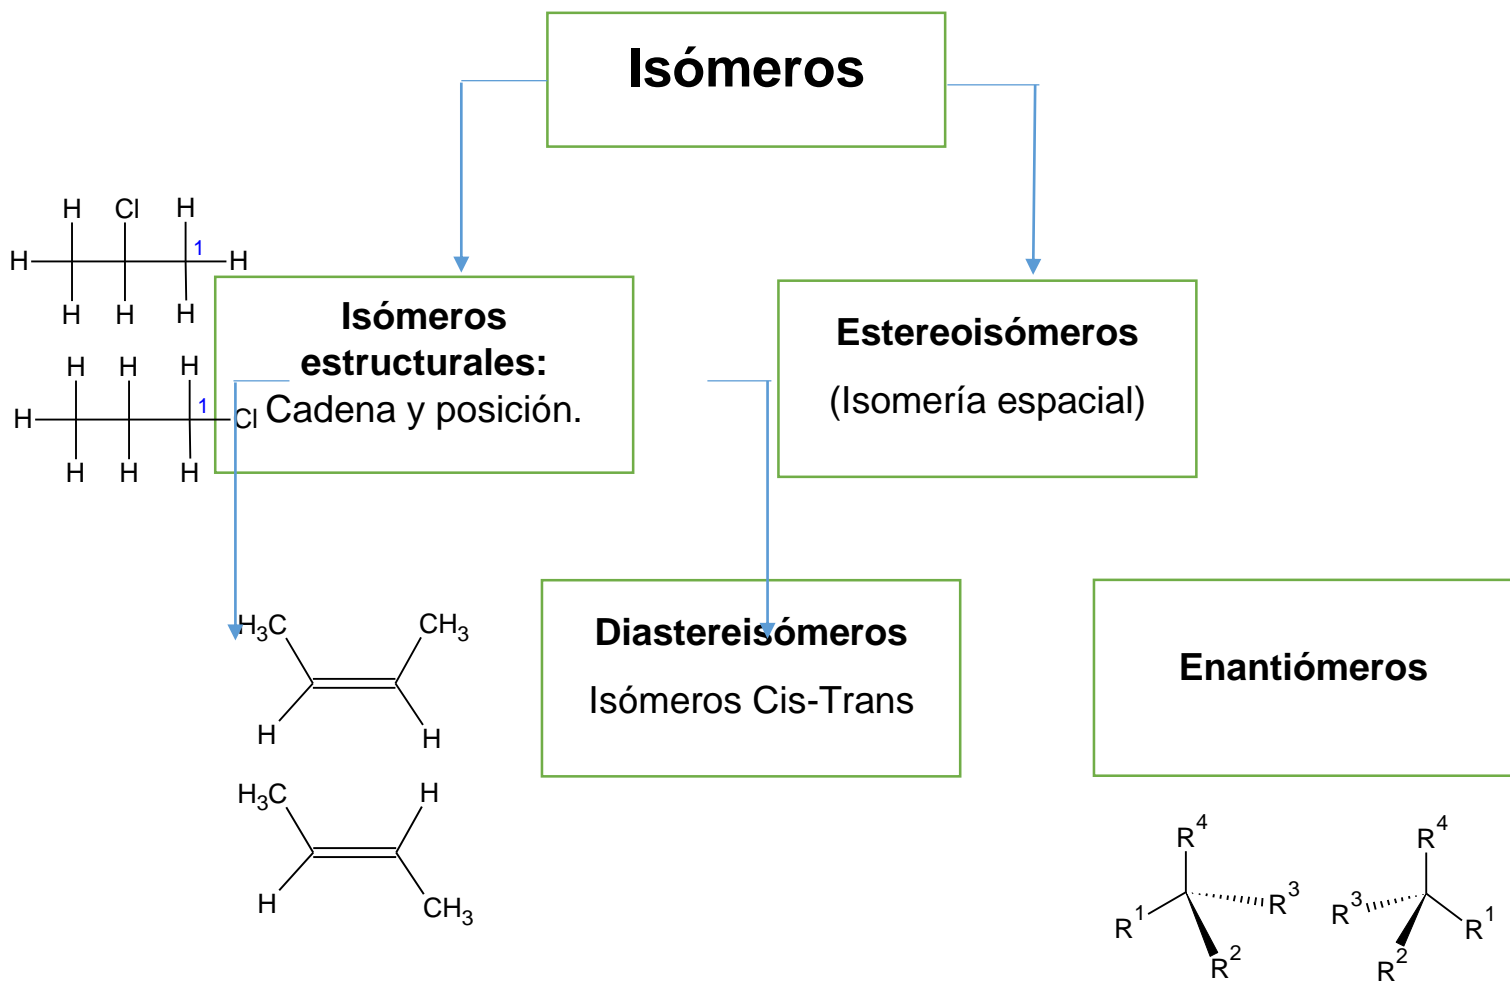 Isómeros
H Cl H
1
H H
H H H
Isómeros
estructurales:
Cadena y posición.
Estereoisómeros
(Isomería espacial)
H H H
1
H Cl
H H H
H₃C CH₃
H H
Diastereisómeros
Isómeros Cis-Trans
Enantiómeros
H₃C H
H CH₃
R⁴ R⁴
R³ R³
R¹ R¹
R² R²